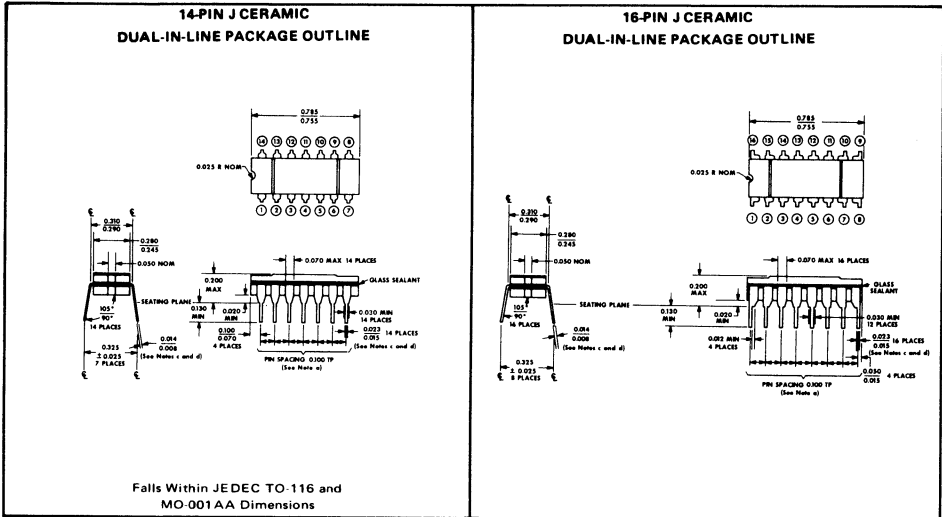 14-PIN J CERAMIC
DUAL-IN-LINE PACKAGE OUTLINE
0.785
0.755
14 13 12 11 10 9 8
0.025 R NOM
1 2 3 4 5 6 7
℄ ℄
0.310
0.290
0.280
0.245
0.050 NOM
0.070 MAX 14 PLACES
0.200
MAX
GLASS SEALANT
SEATING PLANE
0.020
MIN
0.130
MIN
0.030 MIN
14 PLACES
105°
90°
14 PLACES
0.100
0.070
4 PLACES
0.023
0.015
14 PLACES
(See Notes c and d)
0.014
0.008
(See Notes c and d)
0.325
± 0.025
7 PLACES
℄ ℄
PIN SPACING 0.100 TP
(See Note a)
Falls Within JEDEC TO-116 and
MO-001AA Dimensions
16-PIN J CERAMIC
DUAL-IN-LINE PACKAGE OUTLINE
0.785
0.755
16 15 14 13 12 11 10 9
0.025 R NOM
1 2 3 4 5 6 7 8
℄ ℄
0.310
0.290
0.280
0.245
0.050 NOM
0.070 MAX 16 PLACES
0.200
MAX
GLASS
SEALANT
SEATING PLANE
0.020
MIN
0.130
MIN
0.030 MIN
12 PLACES
105°
90°
16 PLACES
0.012 MIN
4 PLACES
0.023
0.015
16 PLACES
(See Notes c and d)
0.014
0.008
(See Notes c and d)
0.325
± 0.025
8 PLACES
℄ ℄
0.050
0.015
4 PLACES
PIN SPACING 0.100 TP
(See Note a)